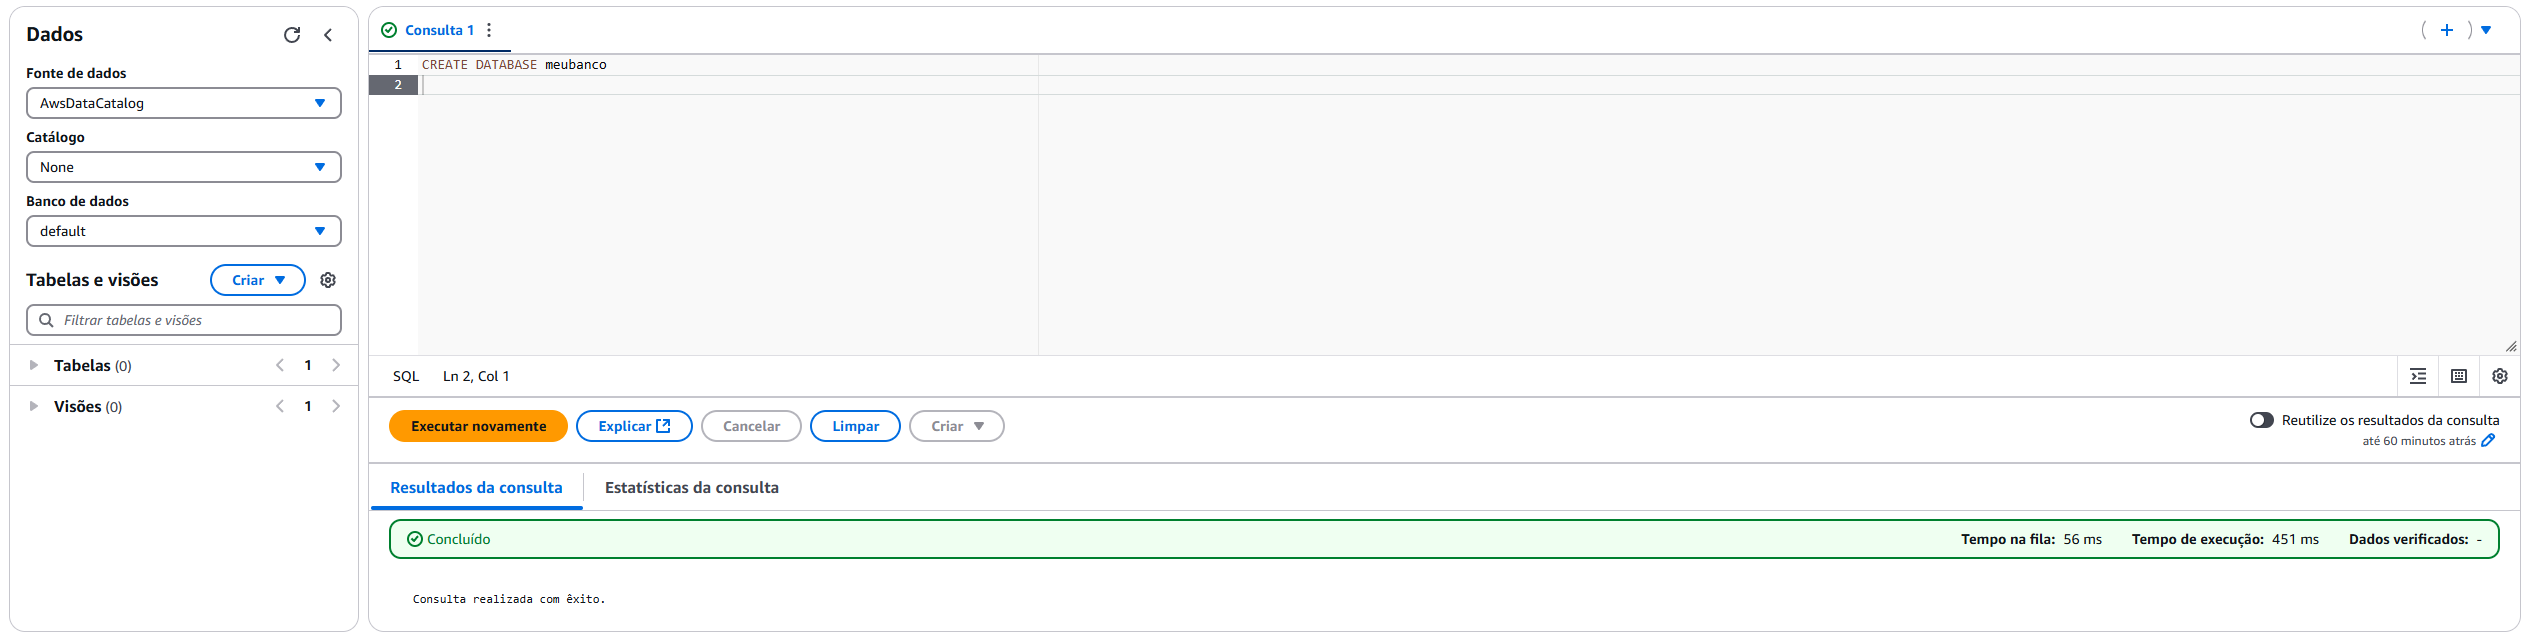 Dados
Fonte de dados
AwsDataCatalog
Catálogo
None
Banco de dados
default
Tabelas e visões
Criar
Filtrar tabelas e visões
Tabelas (0)
1
Visões (0)
1
Consulta 1
1 CREATE DATABASE meubanco
2
1
SQL Ln 2, Col 1
Executar novamente Explicar Cancelar Limpar Criar
Reutilize os resultados da consulta
até 60 minutos atrás
Resultados da consulta Estatísticas da consulta
Concluído Tempo na fila: 56 ms Tempo de execução: 451 ms Dados verificados: -
Consulta realizada com êxito.